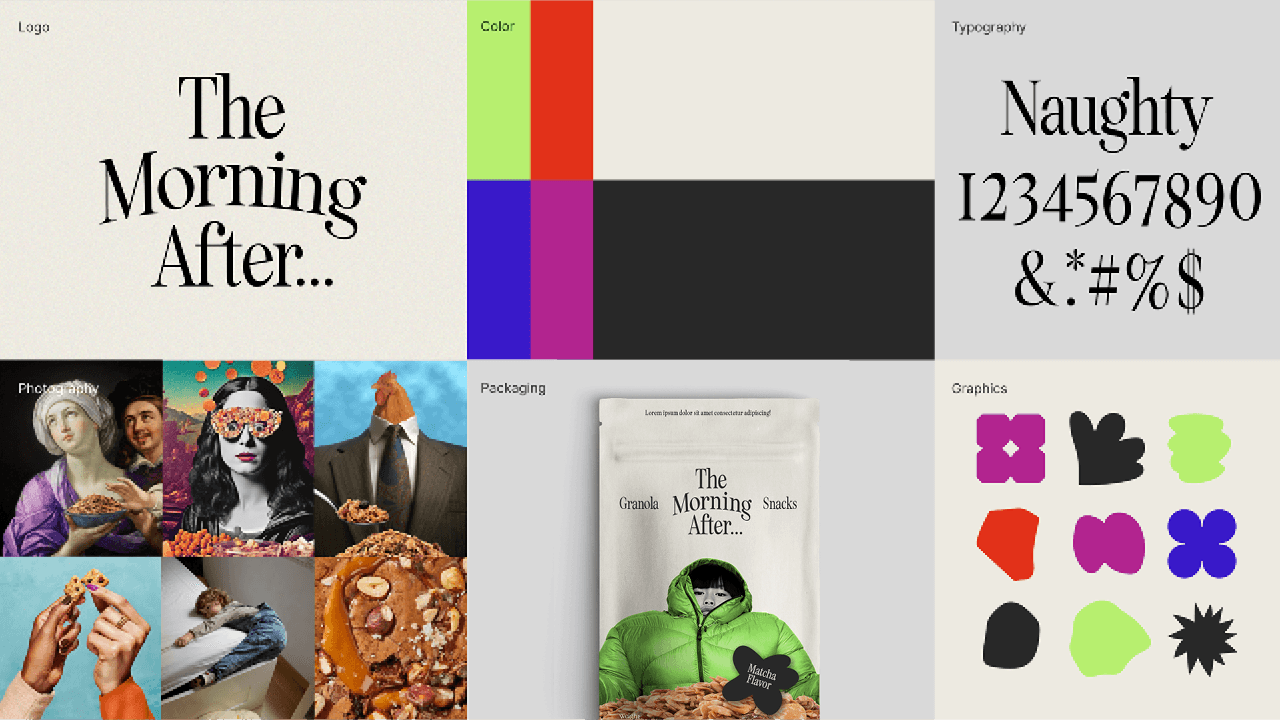 Logo
The
Morning
After...
Color
Typography
Naughty
1234567890
&.*#%$
Photography
Packaging
Lorem ipsum dolor sit amet consectetur adipiscing!
The
Granola Morning Snacks
After...
Matcha
Flavor
Graphics